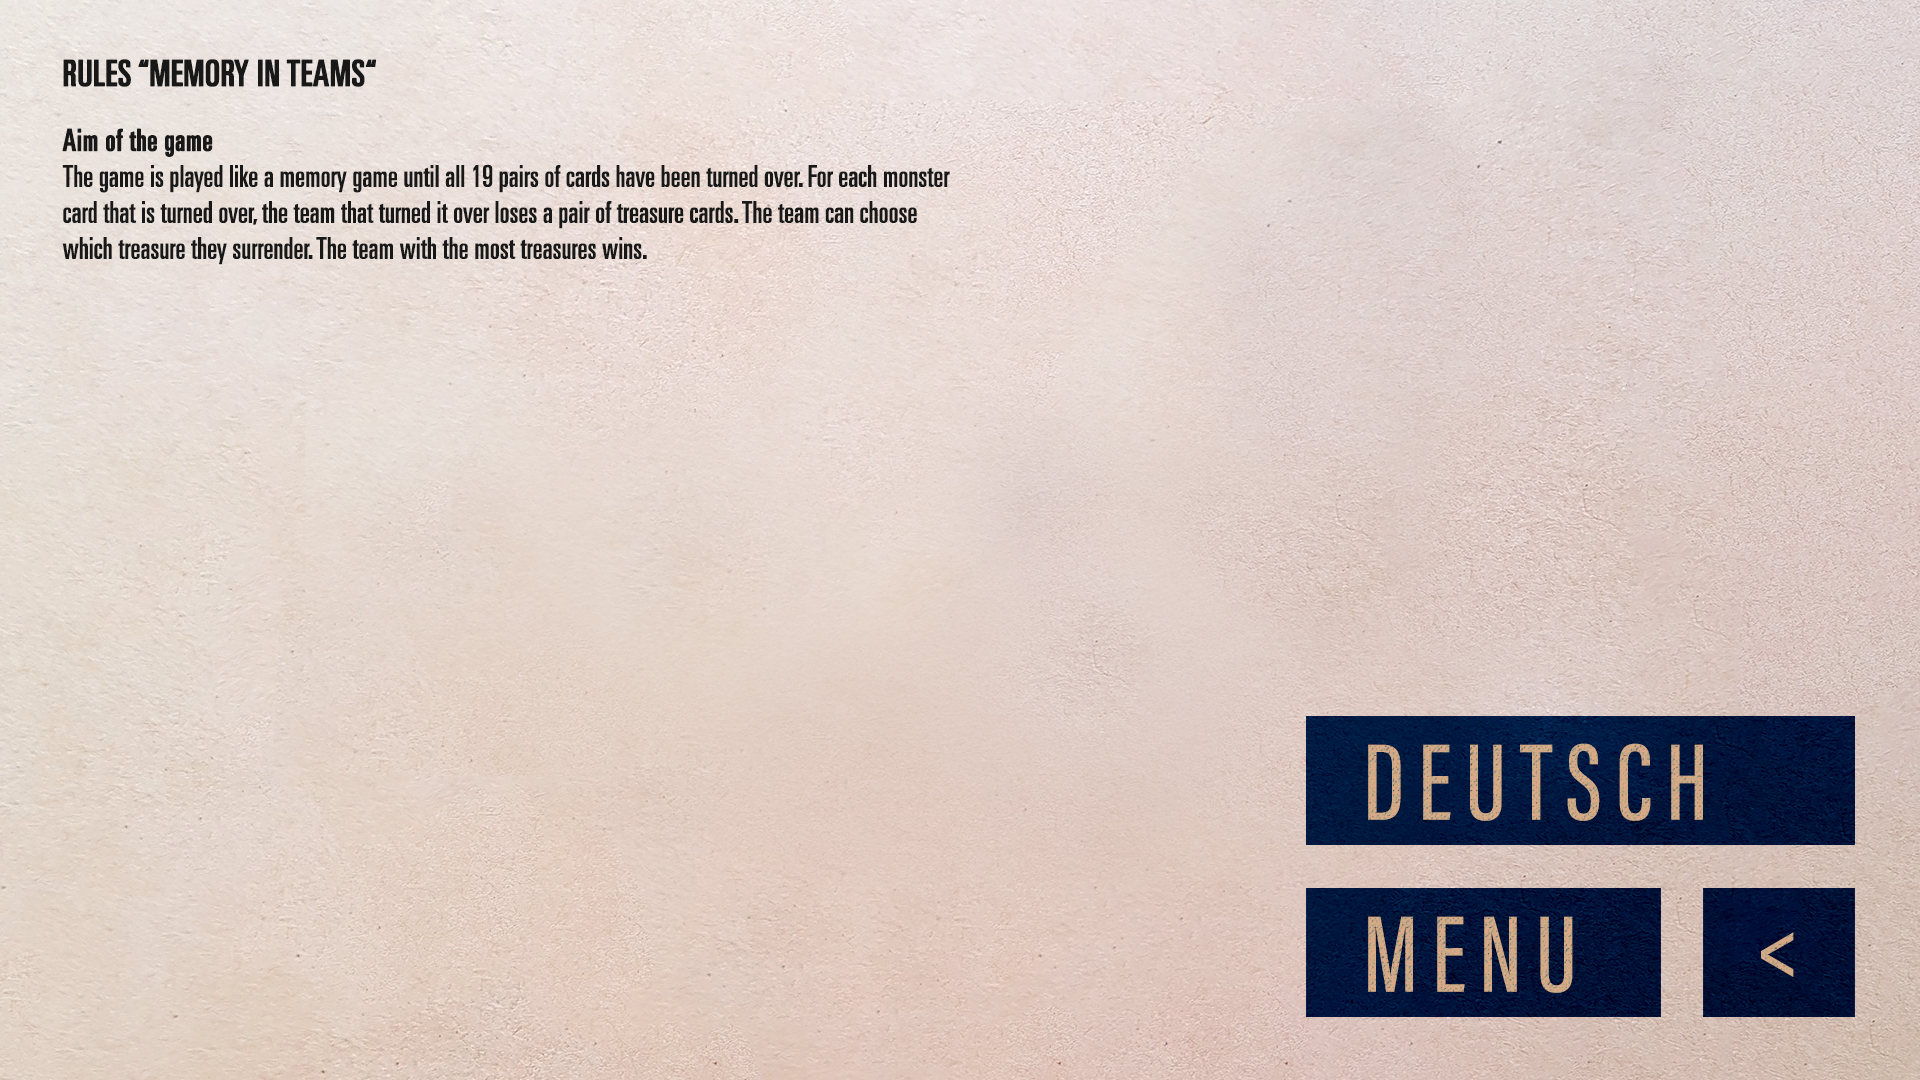 RULES “MEMORY IN TEAMS“
Aim of the game
The game is played like a memory game until all 19 pairs of cards have been turned over. For each monster
card that is turned over, the team that turned it over loses a pair of treasure cards. The team can choose
which treasure they surrender. The team with the most treasures wins.
DEUTSCH
MENU
<